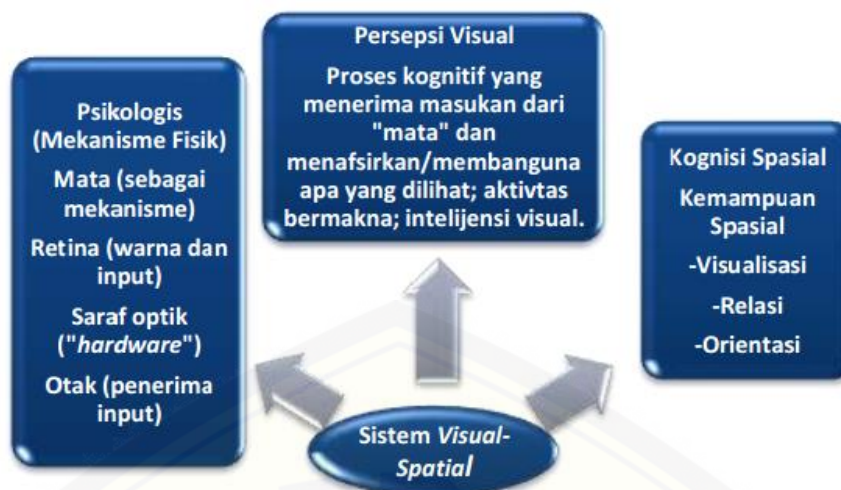 Psikologis
(Mekanisme Fisik)
Mata (sebagai
mekanisme)
Retina (warna dan
input)
Saraf optik
("hardware")
Otak (penerima
input)
Persepsi Visual
Proses kognitif yang
menerima masukan dari
"mata" dan
menafsirkan/membanguna
apa yang dilihat; aktivtas
bermakna; intelijensi visual.
Kognisi Spasial
Kemampuan
Spasial
-Visualisasi
-Relasi
-Orientasi
Sistem Visual-
Spatial